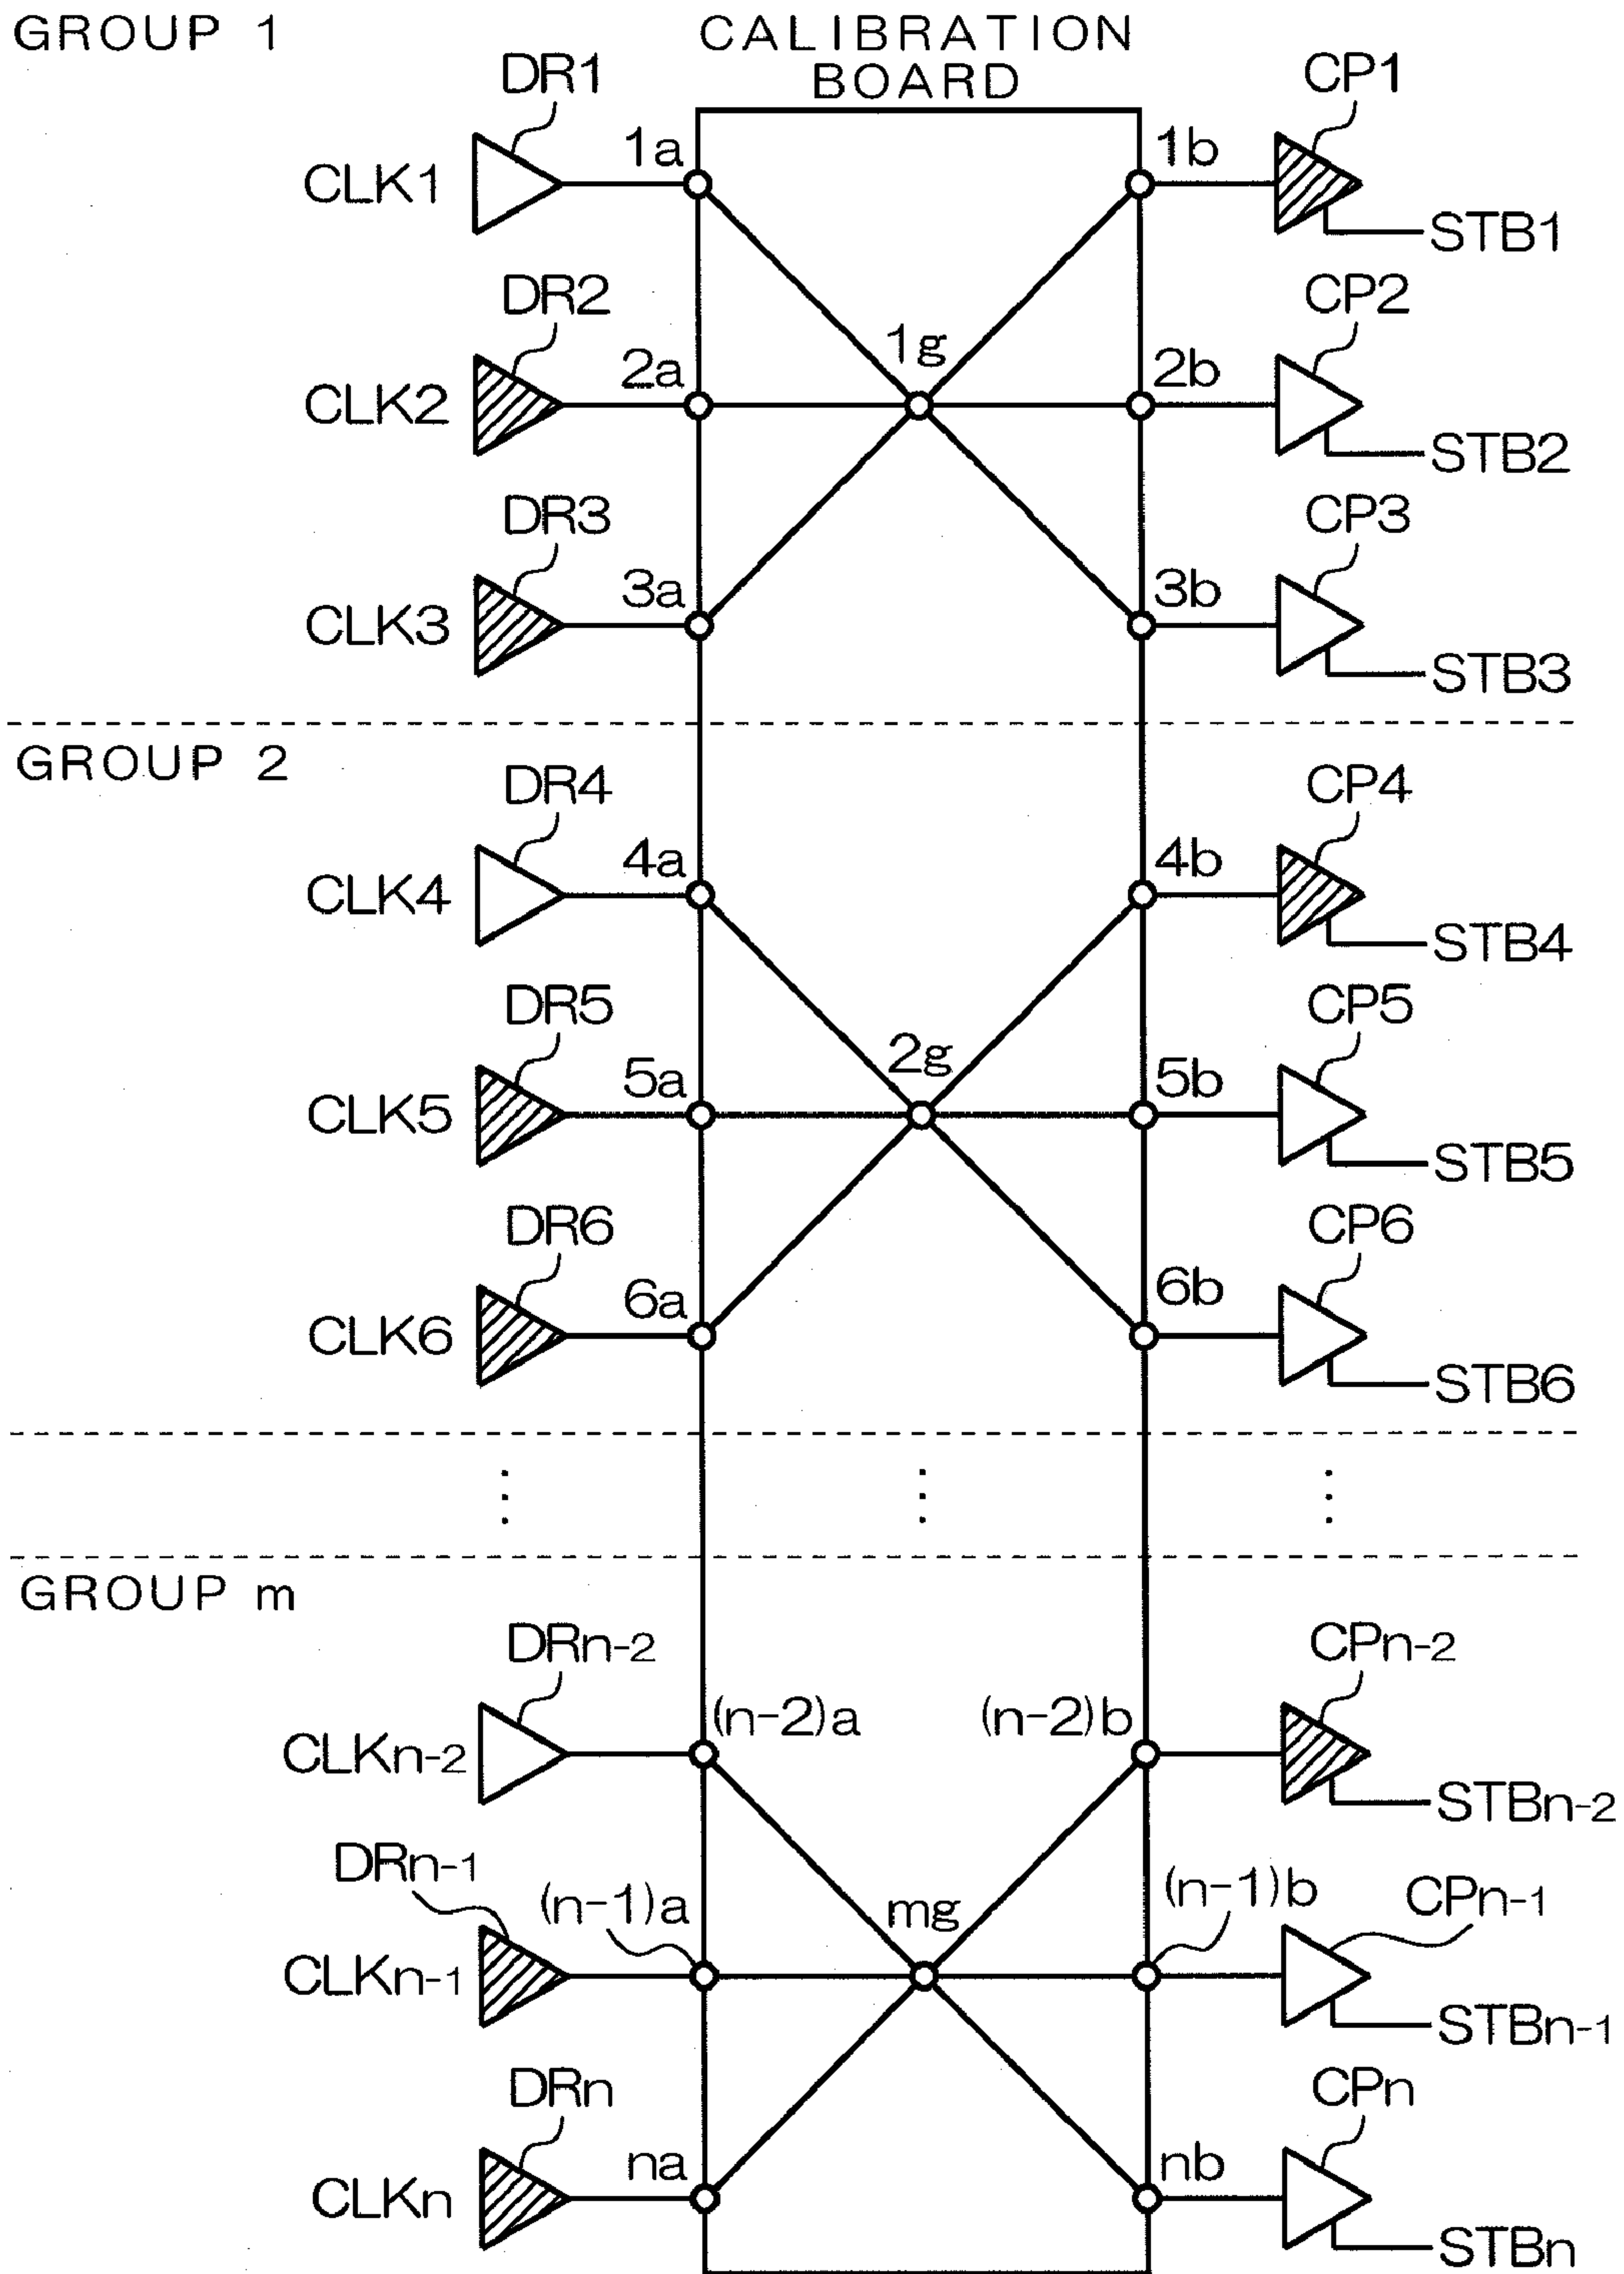 GROUP 1
CALIBRATION
BOARD
DR1
CP1
1a
1b
CLK1
STB1
DR2
CP2
1g
2a
2b
CLK2
STB2
DR3
CP3
3a
3b
CLK3
STB3
GROUP 2
DR4
CP4
4a
4b
CLK4
STB4
DR5
CP5
2g
5a
5b
CLK5
STB5
DR6
CP6
6a
6b
CLK6
STB6
GROUP m
DRn-2
CPn-2
(n-2)a
(n-2)b
CLKn-2
STBn-2
DRn-1
(n-1)a
mg
(n-1)b
CPn-1
CLKn-1
STBn-1
DRn
CPn
na
nb
CLKn
STBn